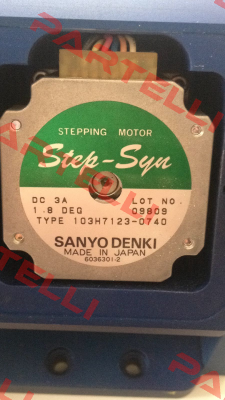 PARTELLI
STEPPING MOTOR
Step-Syn
DC 3A LOT NO.
1.8 DEG 09809
TYPE 103H7123-0740
SANYO DENKI
MADE IN JAPAN
6036301-2
PARTELLI